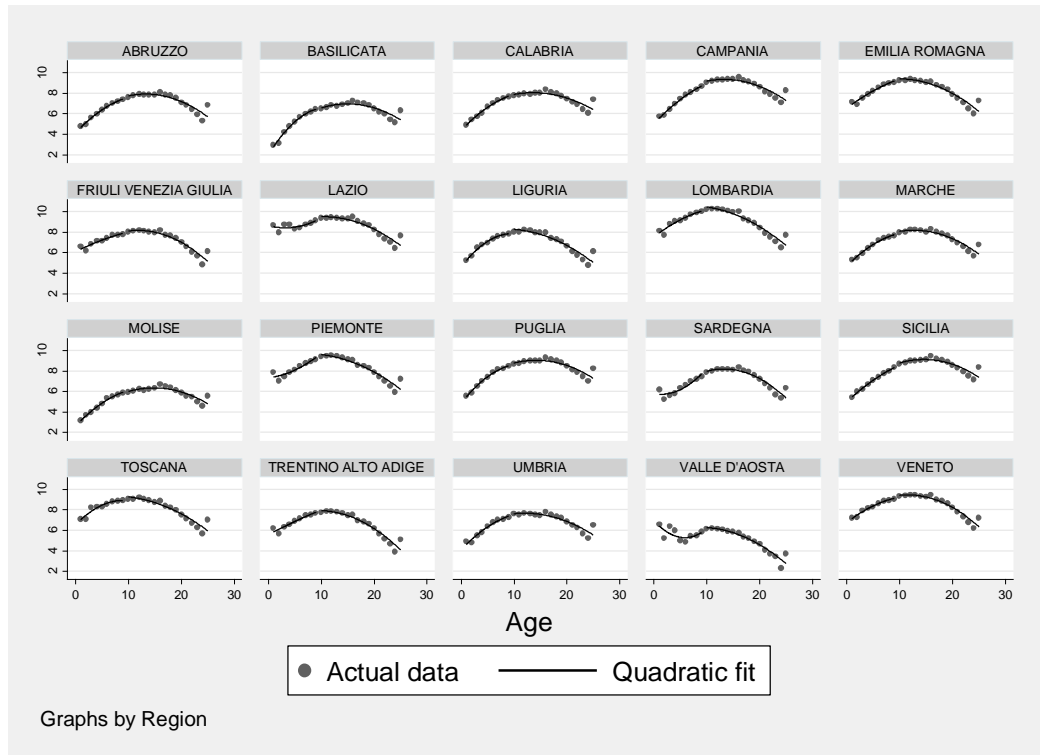 ABRUZZO BASILICATA CALABRIA CAMPANIA EMILIA ROMAGNA
10
8
6
4
2
FRIULI VENEZIA GIULIA LAZIO LIGURIA LOMBARDIA MARCHE
10
8
6
4
2
MOLISE PIEMONTE PUGLIA SARDEGNA SICILIA
10
8
6
4
2
TOSCANA TRENTINO ALTO ADIGE UMBRIA VALLE D'AOSTA VENETO
10
8
6
4
2
0 10 20 30 0 10 20 30 0 10 20 30 0 10 20 30 0 10 20 30
Age
Actual data Quadratic fit
Graphs by Region